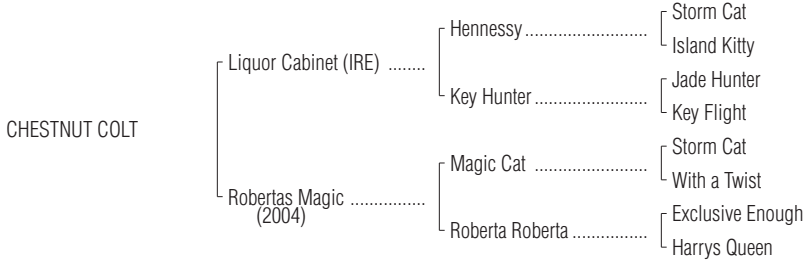 Storm Cat
Hennessy ..........................
Island Kitty
Liquor Cabinet (IRE) ........
Jade Hunter
Key Hunter ........................
Key Flight
CHESTNUT COLT
Storm Cat
Magic Cat ........................
With a Twist
Robertas Magic ................
(2004)
Exclusive Enough
Roberta Roberta ................
Harrys Queen